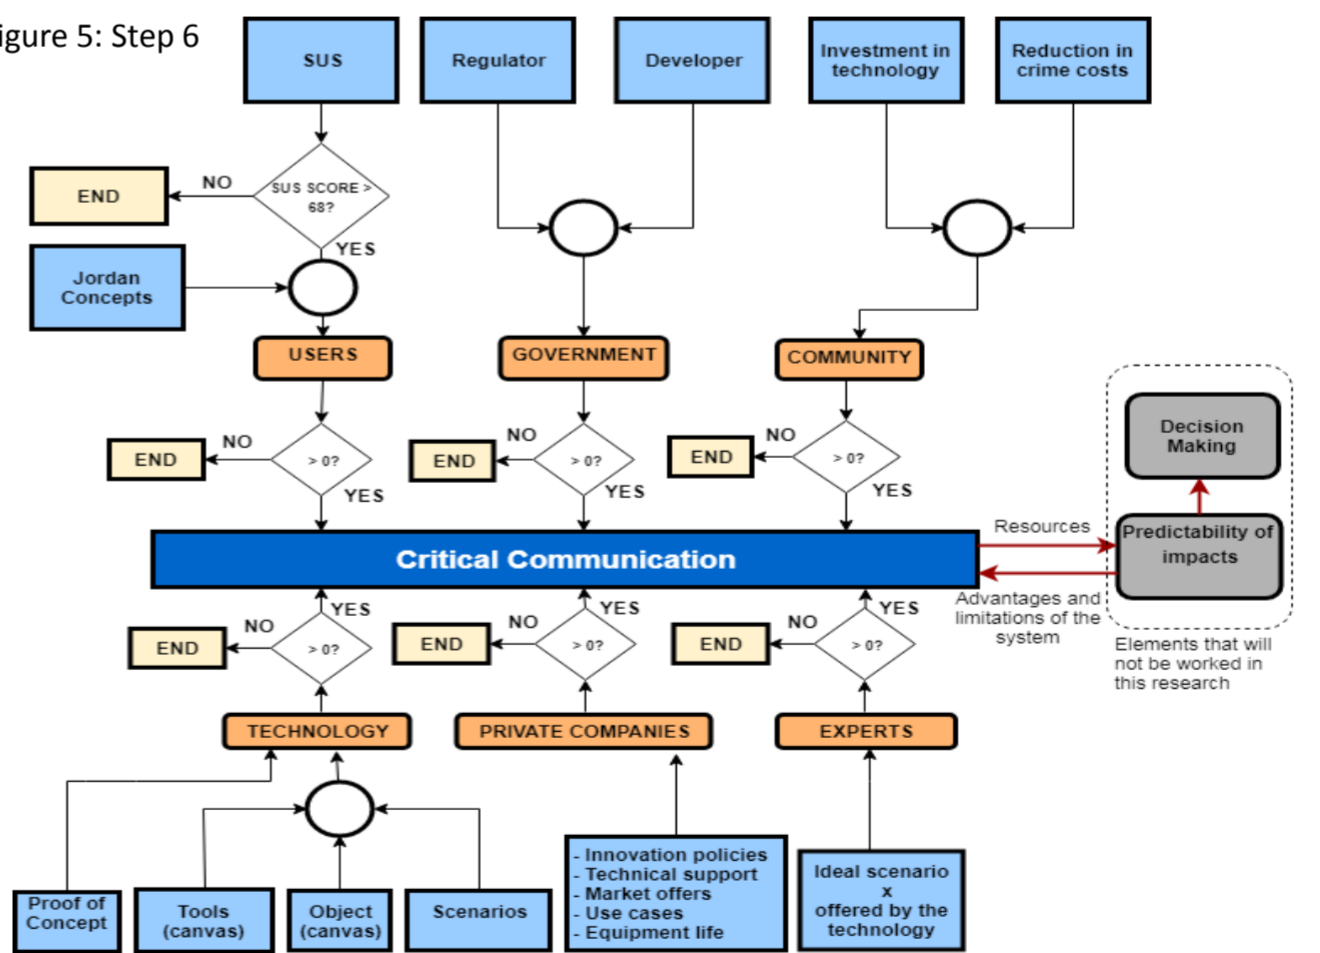 igure 5: Step 6
SUS
Regulator
Developer
Investment in
technology
Reduction in
crime costs
SUS SCORE >
68?
NO
END
YES
Jordan
Concepts
USERS
GOVERNMENT
COMMUNITY
> 0?
NO
END
YES
> 0?
NO
END
YES
> 0?
NO
END
YES
Decision
Making
Predictability of
impacts
Resources
Critical Communication
Advantages and
limitations of the
system
Elements that will
not be worked in
this research
YES
NO
END
> 0?
YES
NO
END
> 0?
YES
NO
END
> 0?
TECHNOLOGY
PRIVATE COMPANIES
EXPERTS
Proof of
Concept
Tools
(canvas)
Object
(canvas)
Scenarios
- Innovation policies
- Technical support
- Market offers
- Use cases
- Equipment life
Ideal scenario
x
offered by the
technology